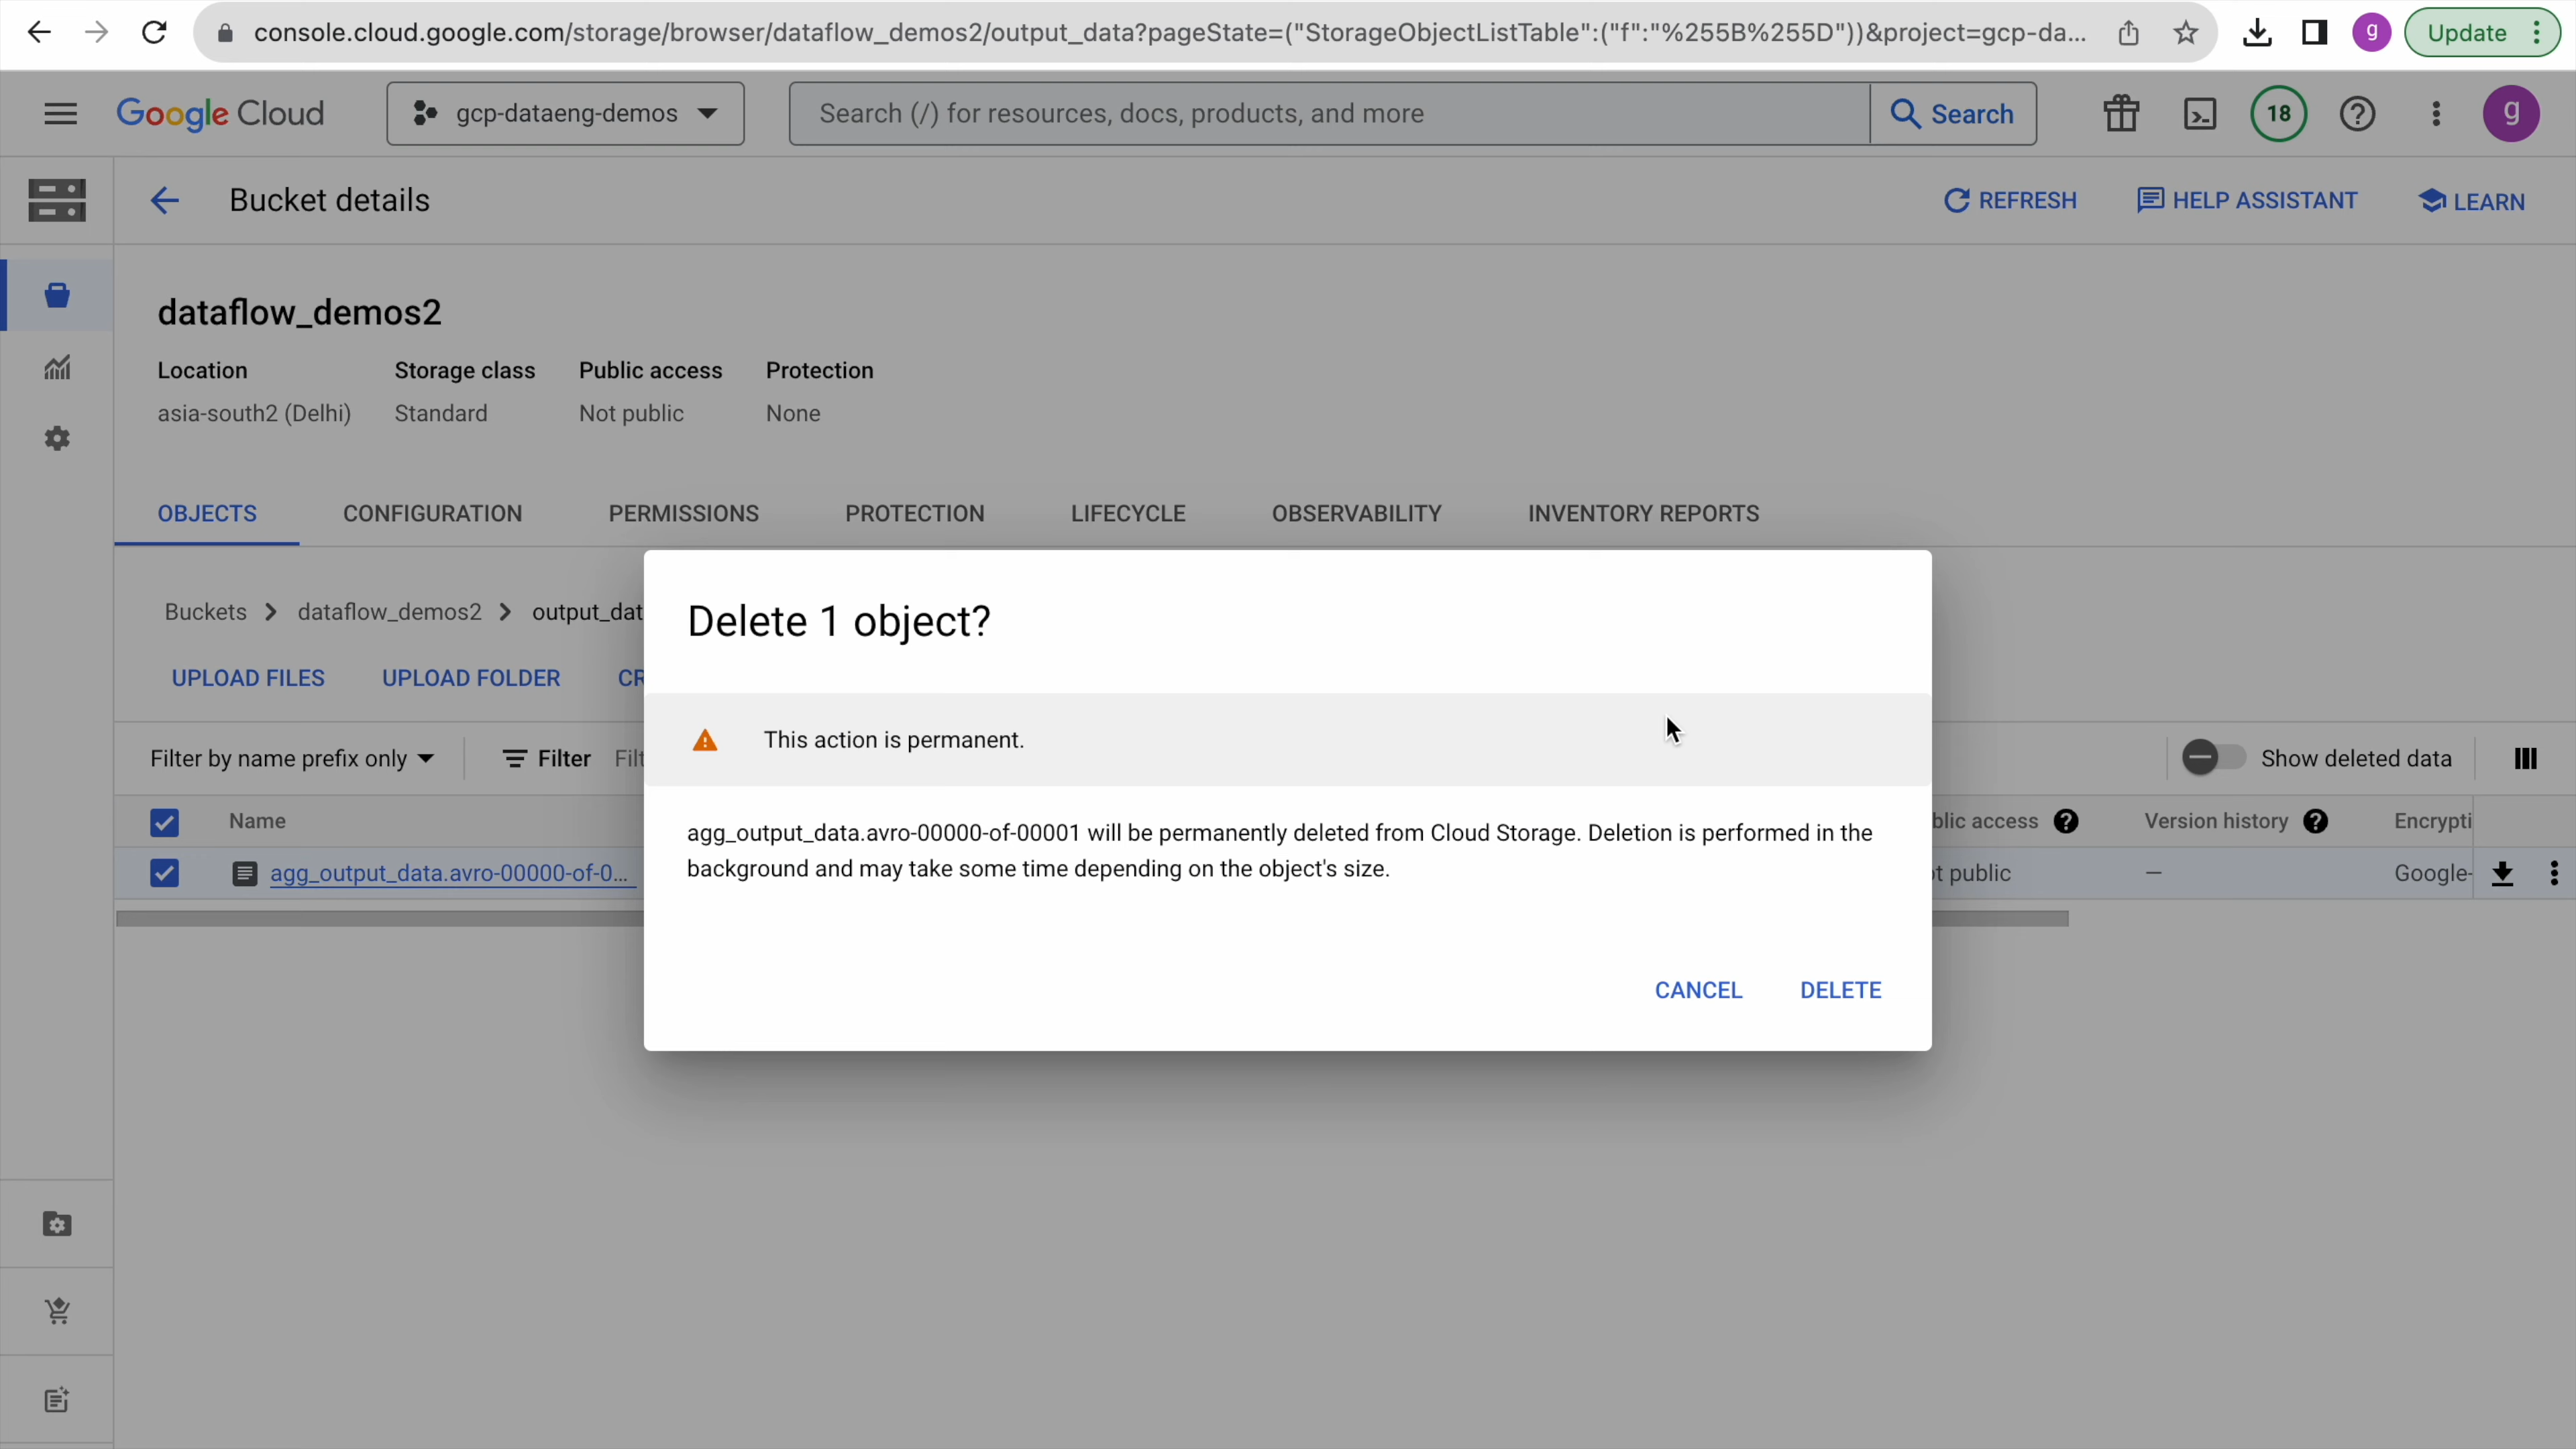 console.cloud.google.com/storage/browser/dataflow_demos2/output_data?pageState=("StorageObjectListTable":("f":"%255B%255D"))&project=gcp-da... g Update
Google Cloud gcp-dataeng-demos Search (/) for resources, docs, products, and more Search 18 g
Bucket details REFRESH HELP ASSISTANT LEARN
dataflow_demos2
Location Storage class Public access Protection
asia-south2 (Delhi) Standard Not public None
OBJECTS CONFIGURATION PERMISSIONS PROTECTION LIFECYCLE OBSERVABILITY INVENTORY REPORTS
Buckets > dataflow_demos2 > output_dat
UPLOAD FILES UPLOAD FOLDER CR
Delete 1 object?
This action is permanent.
agg_output_data.avro-00000-of-00001 will be permanently deleted from Cloud Storage. Deletion is performed in the
background and may take some time depending on the object's size.
CANCEL DELETE
Filter by name prefix only Filter Filt Show deleted data
Name blic access Version history Encrypti
agg_output_data.avro-00000-of-0... t public — Google-